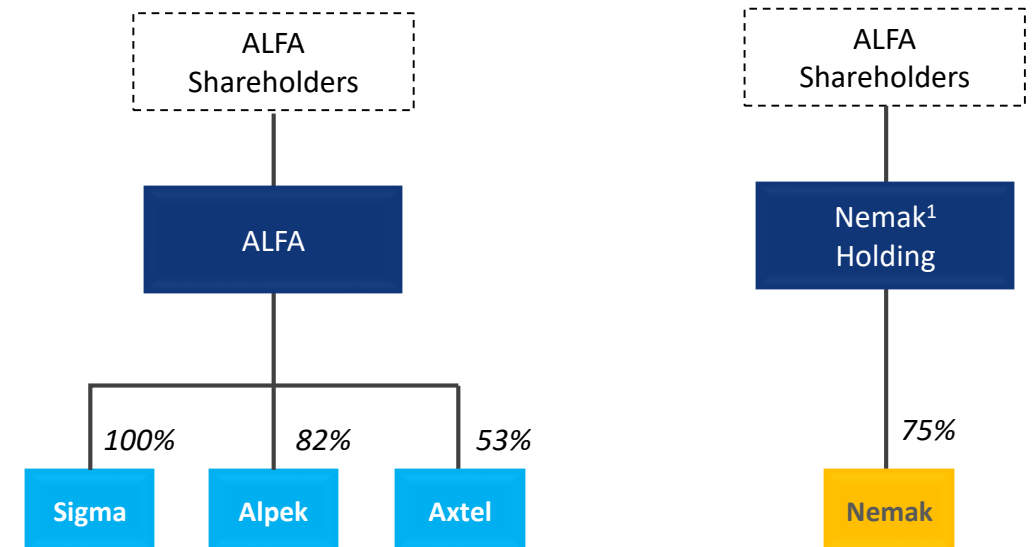 ALFA
Shareholders
ALFA
100%
82%
53%
Sigma
Alpek
Axtel
ALFA
Shareholders
Nemak¹
Holding
75%
Nemak